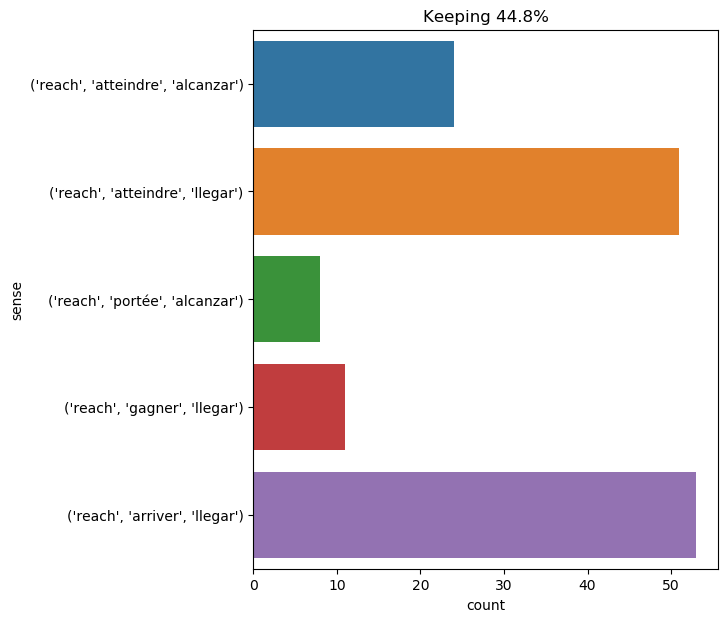 Keeping 44.8%
('reach', 'atteindre', 'alcanzar')
('reach', 'atteindre', 'llegar')
('reach', 'portée', 'alcanzar')
('reach', 'gagner', 'llegar')
('reach', 'arriver', 'llegar')
sense
0 10 20 30 40 50
count